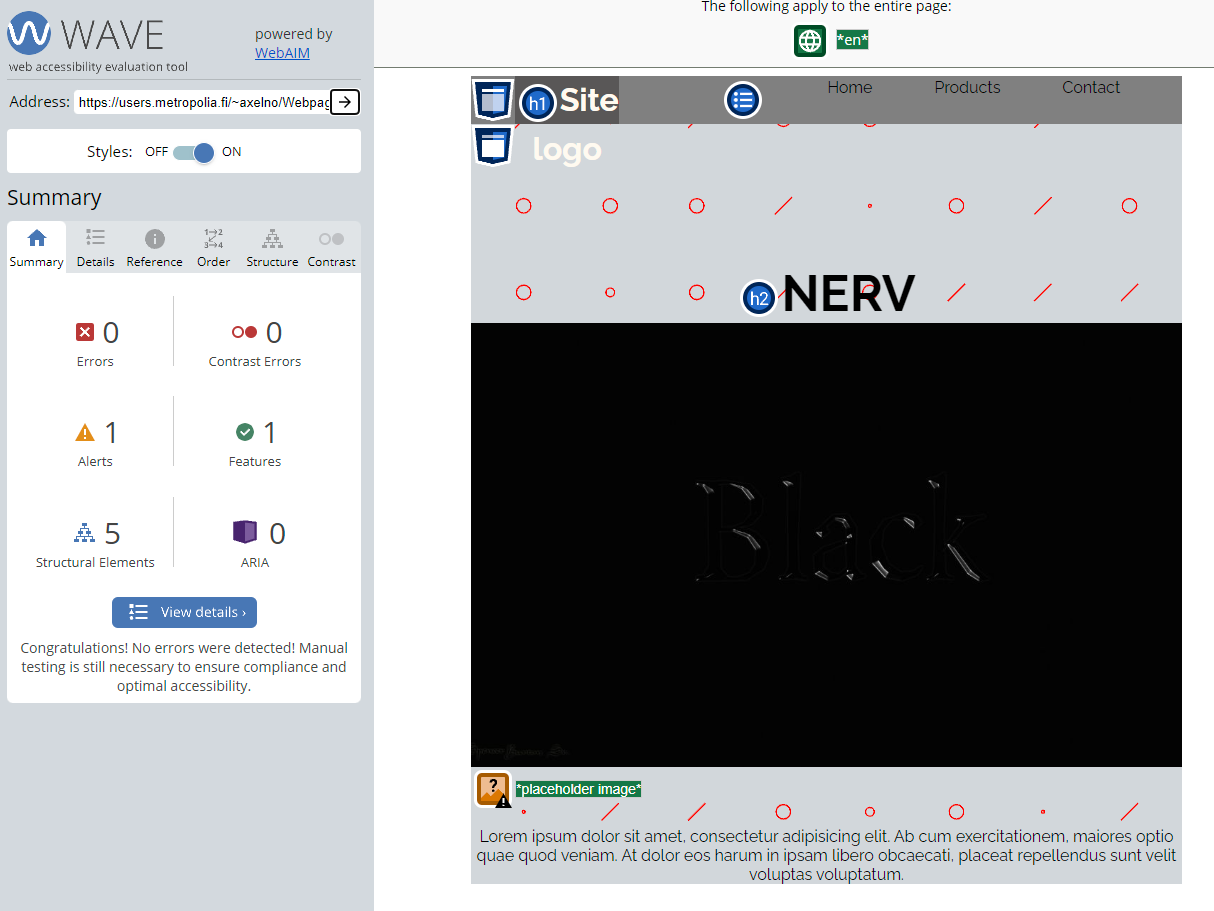 The following apply to the entire page:
*en*
WAVE
powered by
WebAIM
web accessibility evaluation tool
Address: https://users.metropolia.fi/~axelno/Webpag
Styles: OFF ON
Summary
Summary Details Reference Order Structure Contrast
1→2
3→4
0 0
Errors Contrast Errors
1 1
Alerts Features
5 0
Structural Elements ARIA
View details ›
Congratulations! No errors were detected! Manual
testing is still necessary to ensure compliance and
optimal accessibility.
h1 Site Home Products Contact
logo
h2 NERV
Black
*placeholder image*
Lorem ipsum dolor sit amet, consectetur adipisicing elit. Ab cum exercitationem, maiores optio
quae quod veniam. At dolor eos harum in ipsam libero obcaecati, placeat repellendus sunt velit
voluptas voluptatum.